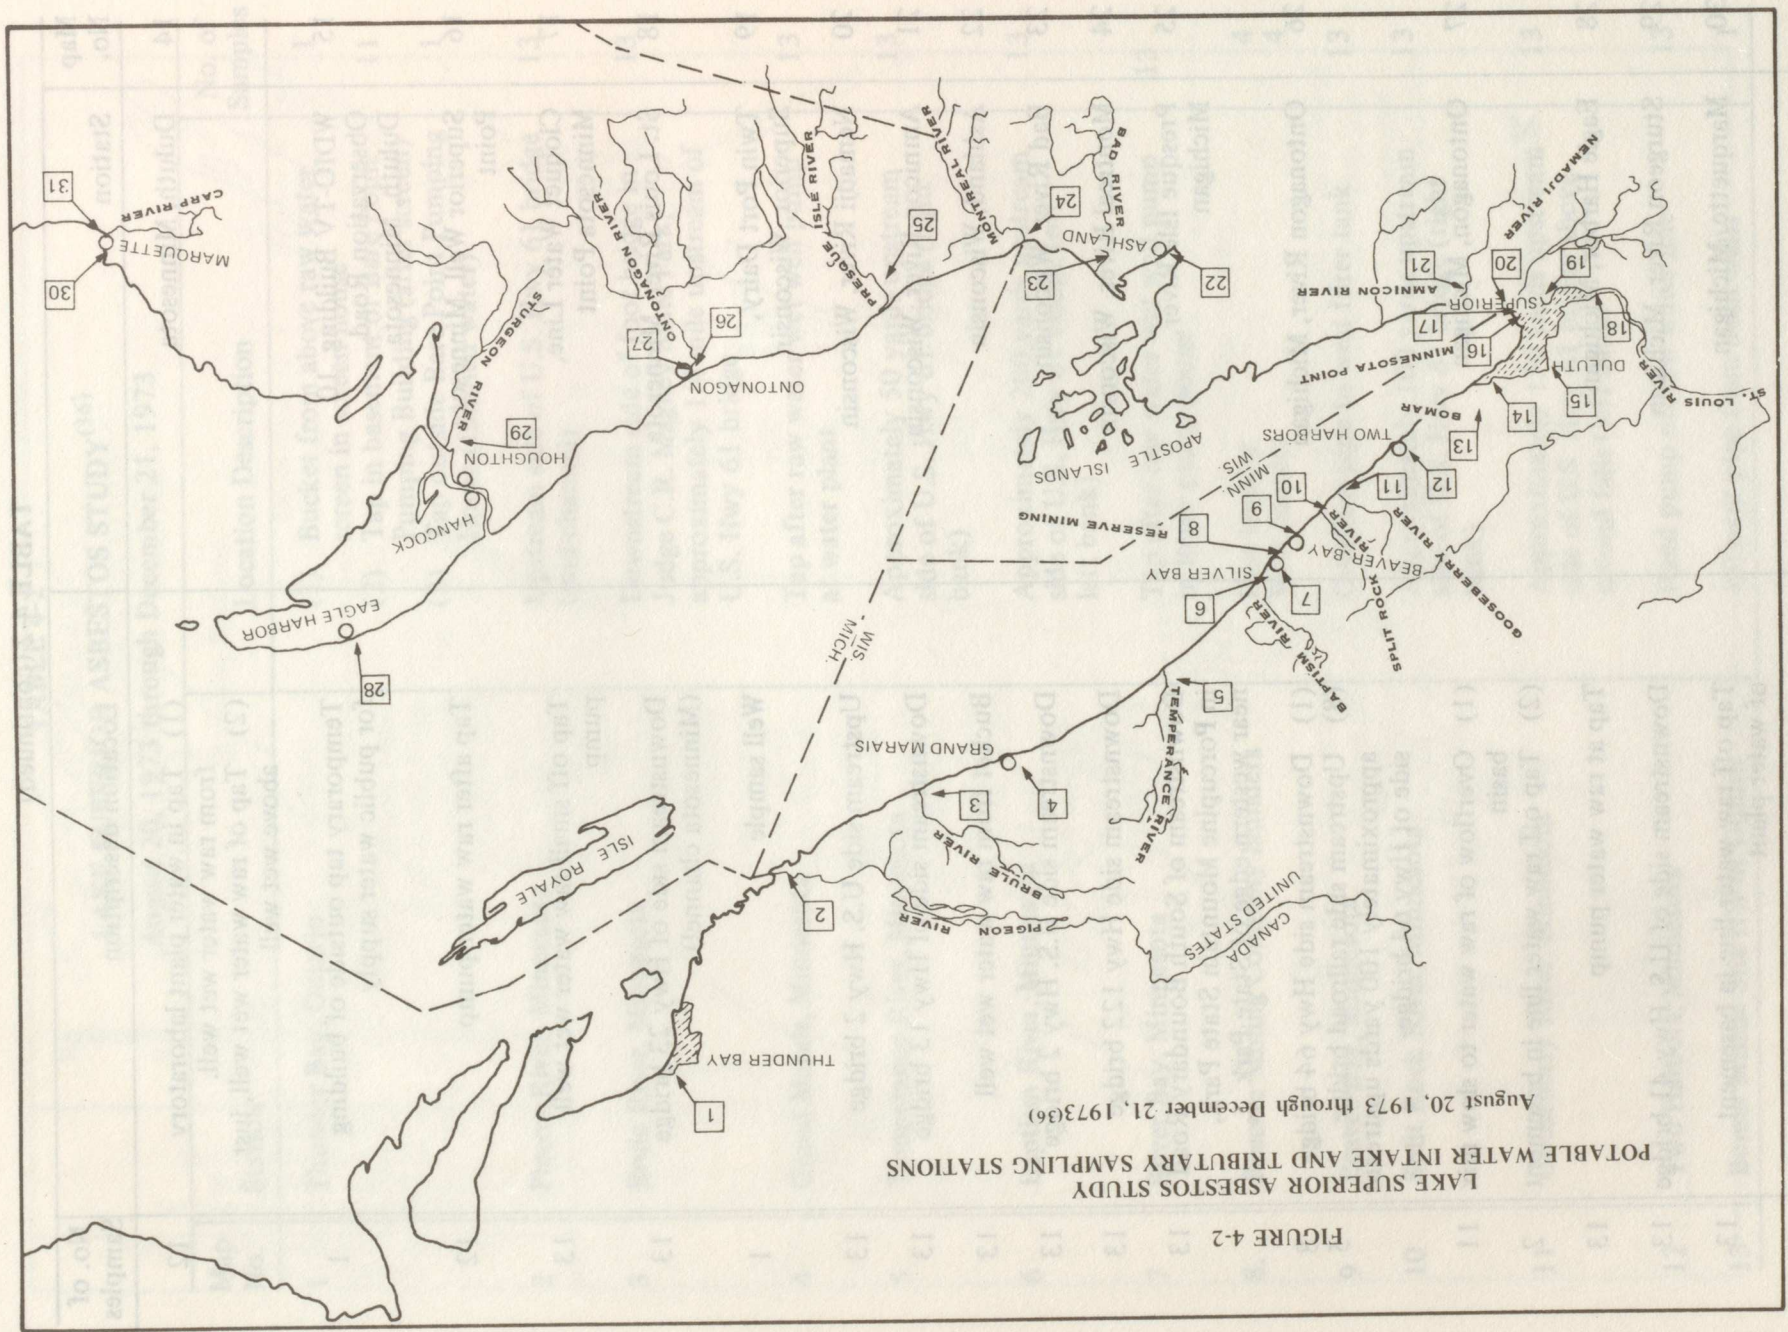 FIGURE 4-2
LAKE SUPERIOR ASBESTOS STUDY
POTABLE WATER INTAKE AND TRIBUTARY SAMPLING STATIONS
August 20, 1973 through December 21, 1973(36)
1
THUNDER BAY
CANADA
UNITED STATES
PIGEON
RIVER
2
ISLE ROYALE
BRULE RIVER
3
4
GRAND MARAIS
TEMPERANCE RIVER
5
BAPTISM
RIVER
6
7
SILVER BAY
8
RESERVE MINING
BEAVER BAY
9
SPLIT ROCK
RIVER
10
GOOSEBERRY
RIVER
11
12
TWO HARBORS
13
BOMAR
14
15
DULUTH
ST. LOUIS
RIVER
MINNESOTA POINT
16
17
18
19
SUPERIOR
20
21
NEMADJI RIVER
AMNICON RIVER
MINN
WIS
WIS.
MICH.
APOSTLE ISLANDS
22
ASHLAND
23
BAD RIVER
24
MONTREAL RIVER
25
PRESQUE ISLE RIVER
ONTONAGON
26
27
ONTONAGON RIVER
28
EAGLE HARBOR
HANCOCK
HOUGHTON
29
STURGEON
RIVER
MARQUETTE
30
31
CARP RIVER